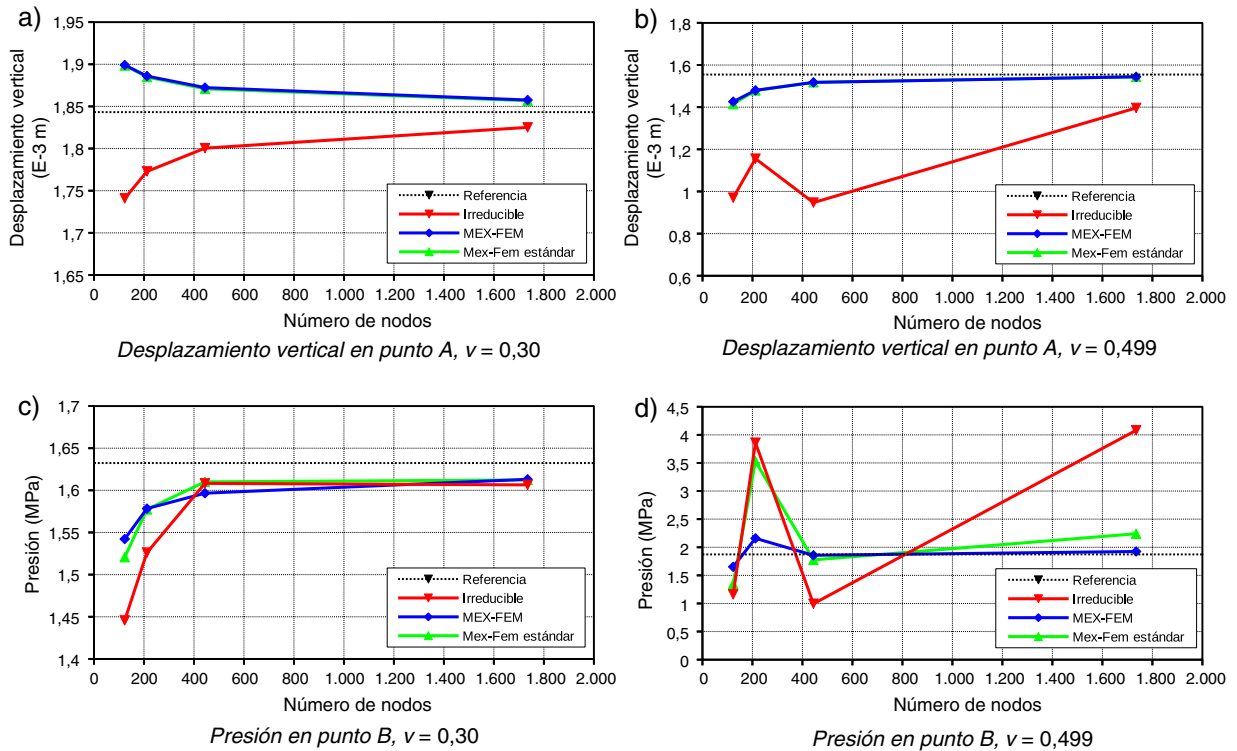 a)
1,95
1,9
1,85
1,8
1,75
1,7
1,65
Desplazamiento vertical
(E-3 m)
Referencia
Irreducible
MEX-FEM
Mex-Fem estándar
0 200 400 600 800 1.000 1.200 1.400 1.600 1.800 2.000
Número de nodos
Desplazamiento vertical en punto A, v = 0,30
b)
1,8
1,6
1,4
1,2
1
0,8
0,6
Desplazamiento vertical
(E-3 m)
Referencia
Irreducible
MEX-FEM
Mex-Fem estándar
0 200 400 600 800 1.000 1.200 1.400 1.600 1.800 2.000
Número de nodos
Desplazamiento vertical en punto A, v = 0,499
c)
1,7
1,65
1,6
1,55
1,5
1,45
1,4
Presión (MPa)
Referencia
Irreducible
MEX-FEM
Mex-Fem estándar
0 200 400 600 800 1.000 1.200 1.400 1.600 1.800 2.000
Número de nodos
Presión en punto B, v = 0,30
d)
4,5
4
3,5
3
2,5
2
1,5
1
0,5
0
Presión (MPa)
Referencia
Irreducible
MEX-FEM
Mex-Fem estándar
0 200 400 600 800 1.000 1.200 1.400 1.600 1.800 2.000
Número de nodos
Presión en punto B, v = 0,499